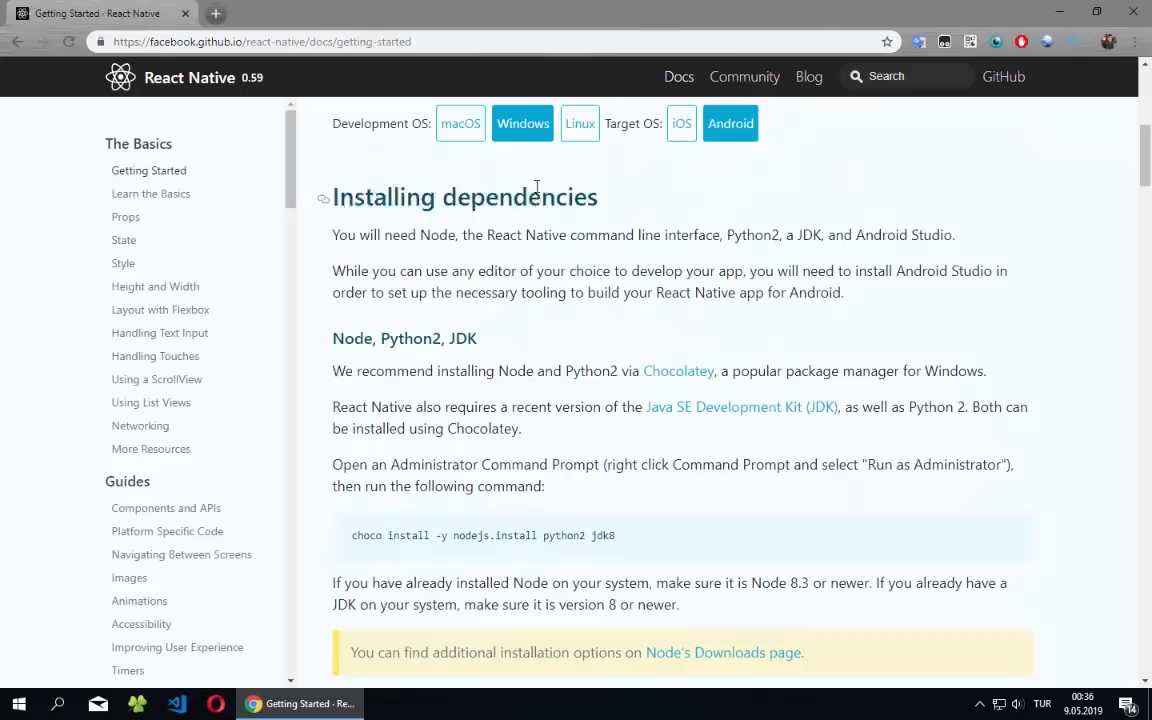 Getting Started · React Native
https://facebook.github.io/react-native/docs/getting-started
React Native 0.59
Docs
Community
Blog
Search
GitHub
The Basics
Getting Started
Learn the Basics
Props
State
Style
Height and Width
Layout with Flexbox
Handling Text Input
Handling Touches
Using a ScrollView
Using List Views
Networking
More Resources
Guides
Components and APIs
Platform Specific Code
Navigating Between Screens
Images
Animations
Accessibility
Improving User Experience
Timers
Development OS: macOS Windows Linux Target OS: iOS Android
Installing dependencies
You will need Node, the React Native command line interface, Python2, a JDK, and Android Studio.
While you can use any editor of your choice to develop your app, you will need to install Android Studio in
order to set up the necessary tooling to build your React Native app for Android.
Node, Python2, JDK
We recommend installing Node and Python2 via Chocolatey, a popular package manager for Windows.
React Native also requires a recent version of the Java SE Development Kit (JDK), as well as Python 2. Both can
be installed using Chocolatey.
Open an Administrator Command Prompt (right click Command Prompt and select "Run as Administrator"),
then run the following command:
choco install -y nodejs.install python2 jdk8
If you have already installed Node on your system, make sure it is Node 8.3 or newer. If you already have a
JDK on your system, make sure it is version 8 or newer.
You can find additional installation options on Node's Downloads page.
Getting Started · Re...
TUR
00:36
9.05.2019
14